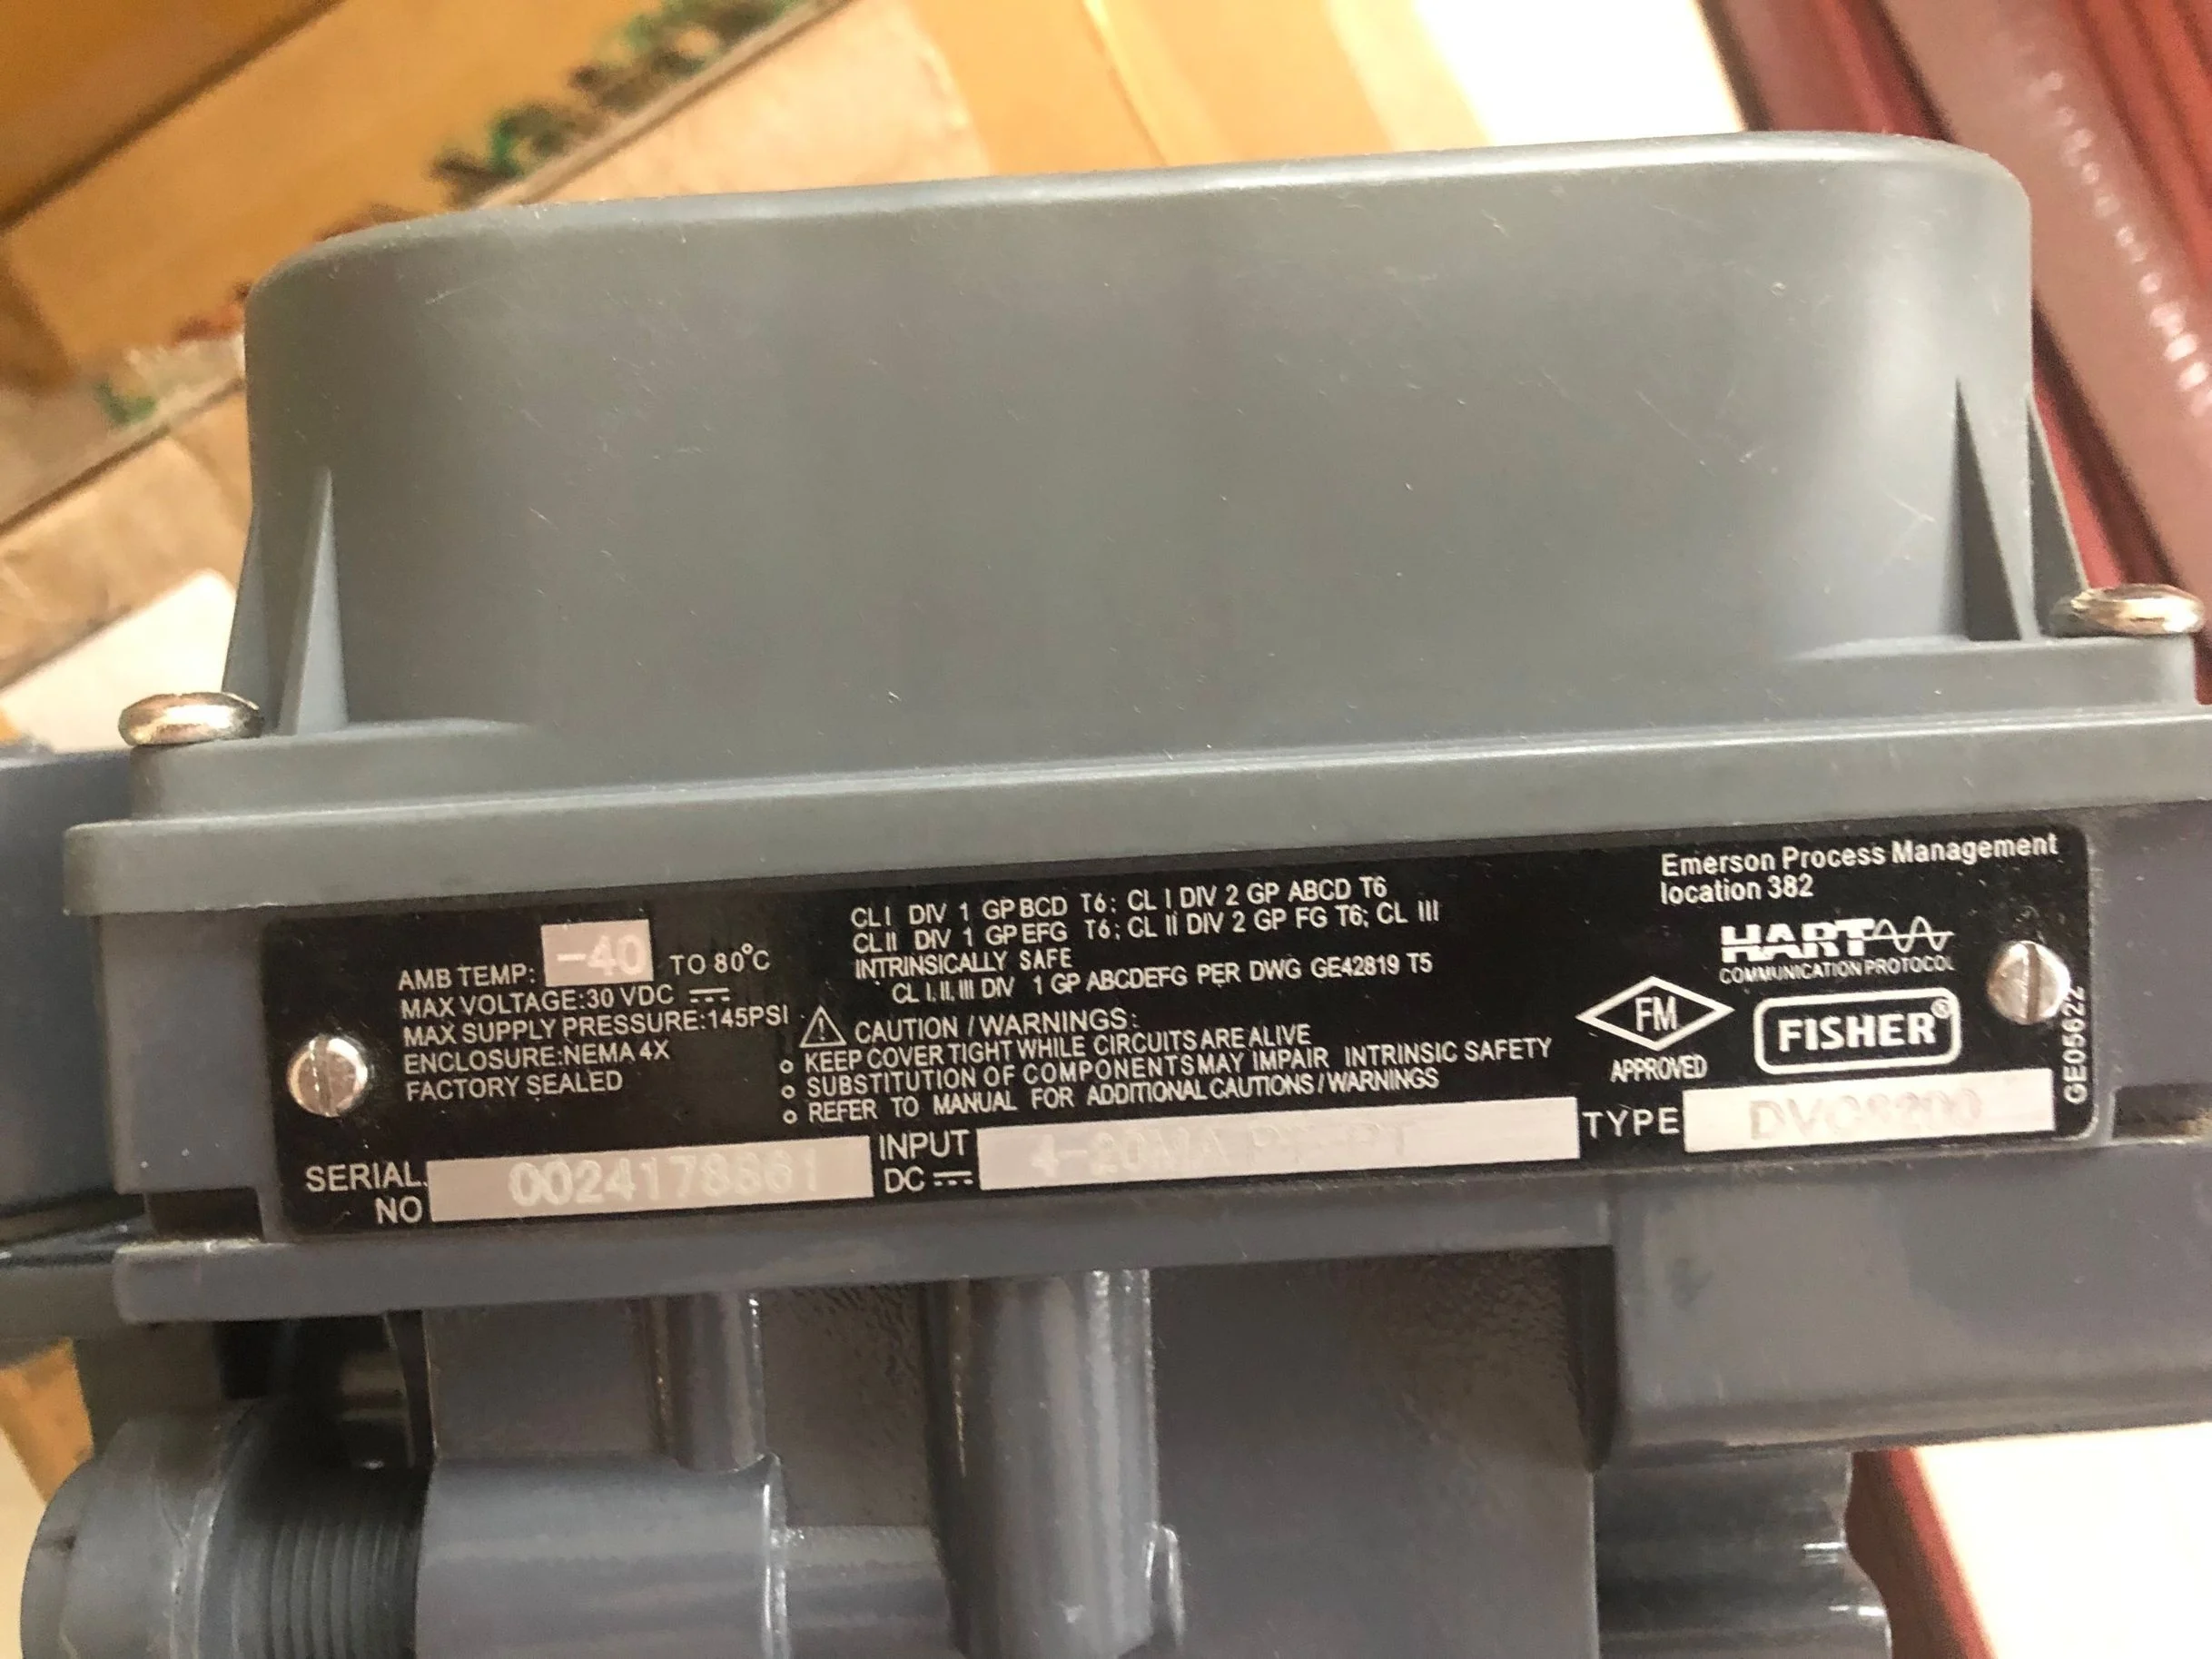 Emerson Process Management
location 382
HART
COMMUNICATION PROTOCOL
FM
APPROVED
FISHER®
GE05622
CL I DIV 1 GP BCD T6; CL I DIV 2 GP ABCD T6
CL II DIV 1 GP EFG T6; CL II DIV 2 GP FG T6; CL III
INTRINSICALLY SAFE
CL I, II, III DIV 1 GP ABCDEFG PER DWG GE42819 T5
AMB TEMP: -40 TO 80°C
MAX VOLTAGE:30 VDC
MAX SUPPLY PRESSURE:145PSI
ENCLOSURE:NEMA 4X
FACTORY SEALED
CAUTION / WARNINGS:
KEEP COVER TIGHT WHILE CIRCUITS ARE ALIVE
SUBSTITUTION OF COMPONENTS MAY IMPAIR INTRINSIC SAFETY
REFER TO MANUAL FOR ADDITIONAL CAUTIONS / WARNINGS
SERIAL. NO
INPUT DC 4-20MA
TYPE